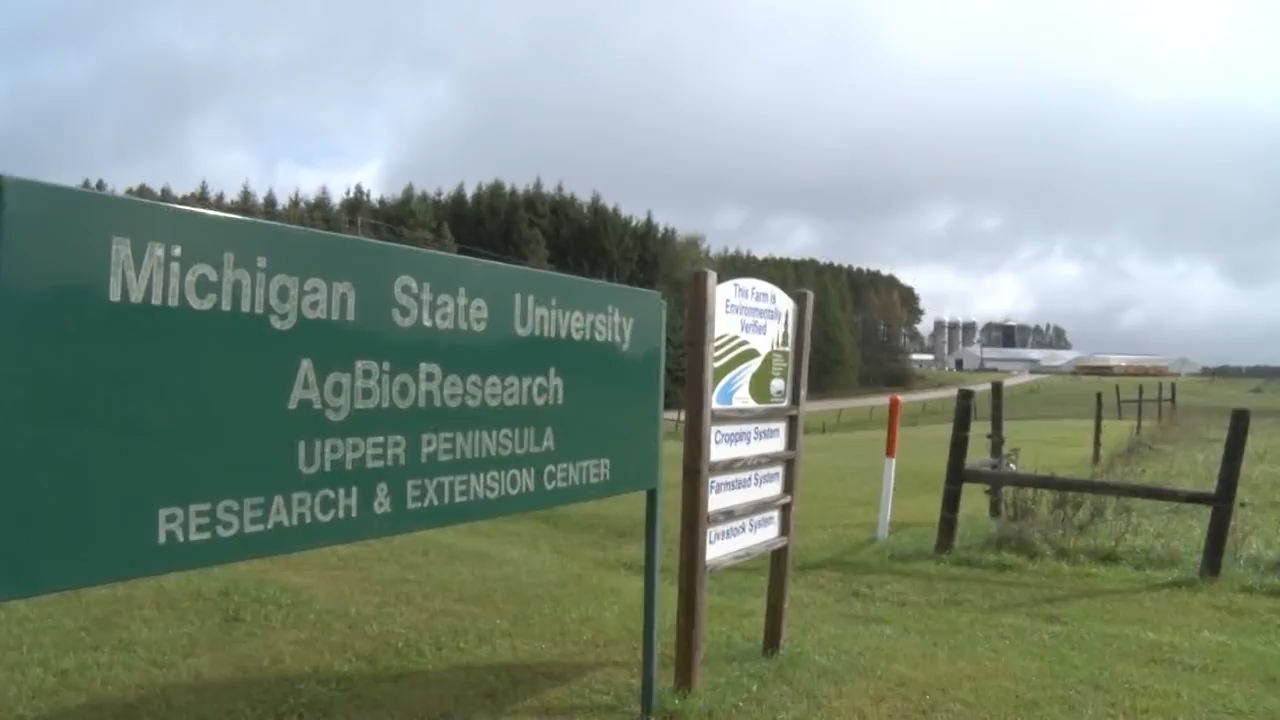 Michigan State University
AgBioResearch
UPPER PENINSULA
RESEARCH & EXTENSION CENTER
This Farm is
Environmentally
Verified
Cropping System
Farmstead System
Livestock System